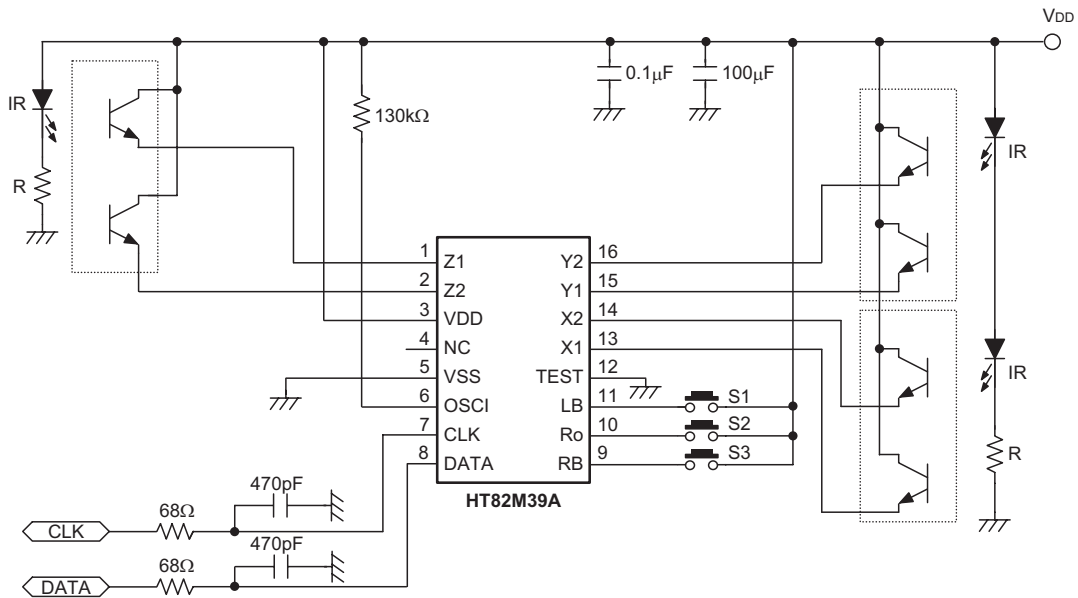 VDD
IR
R
130kΩ
0.1μF
100μF
IR
IR
R
1 Z1
2 Z2
3 VDD
4 NC
5 VSS
6 OSCI
7 CLK
8 DATA
Y2 16
Y1 15
X2 14
X1 13
TEST 12
LB 11
Ro 10
RB 9
S1
S2
S3
HT82M39A
470pF
68Ω
CLK
470pF
68Ω
DATA